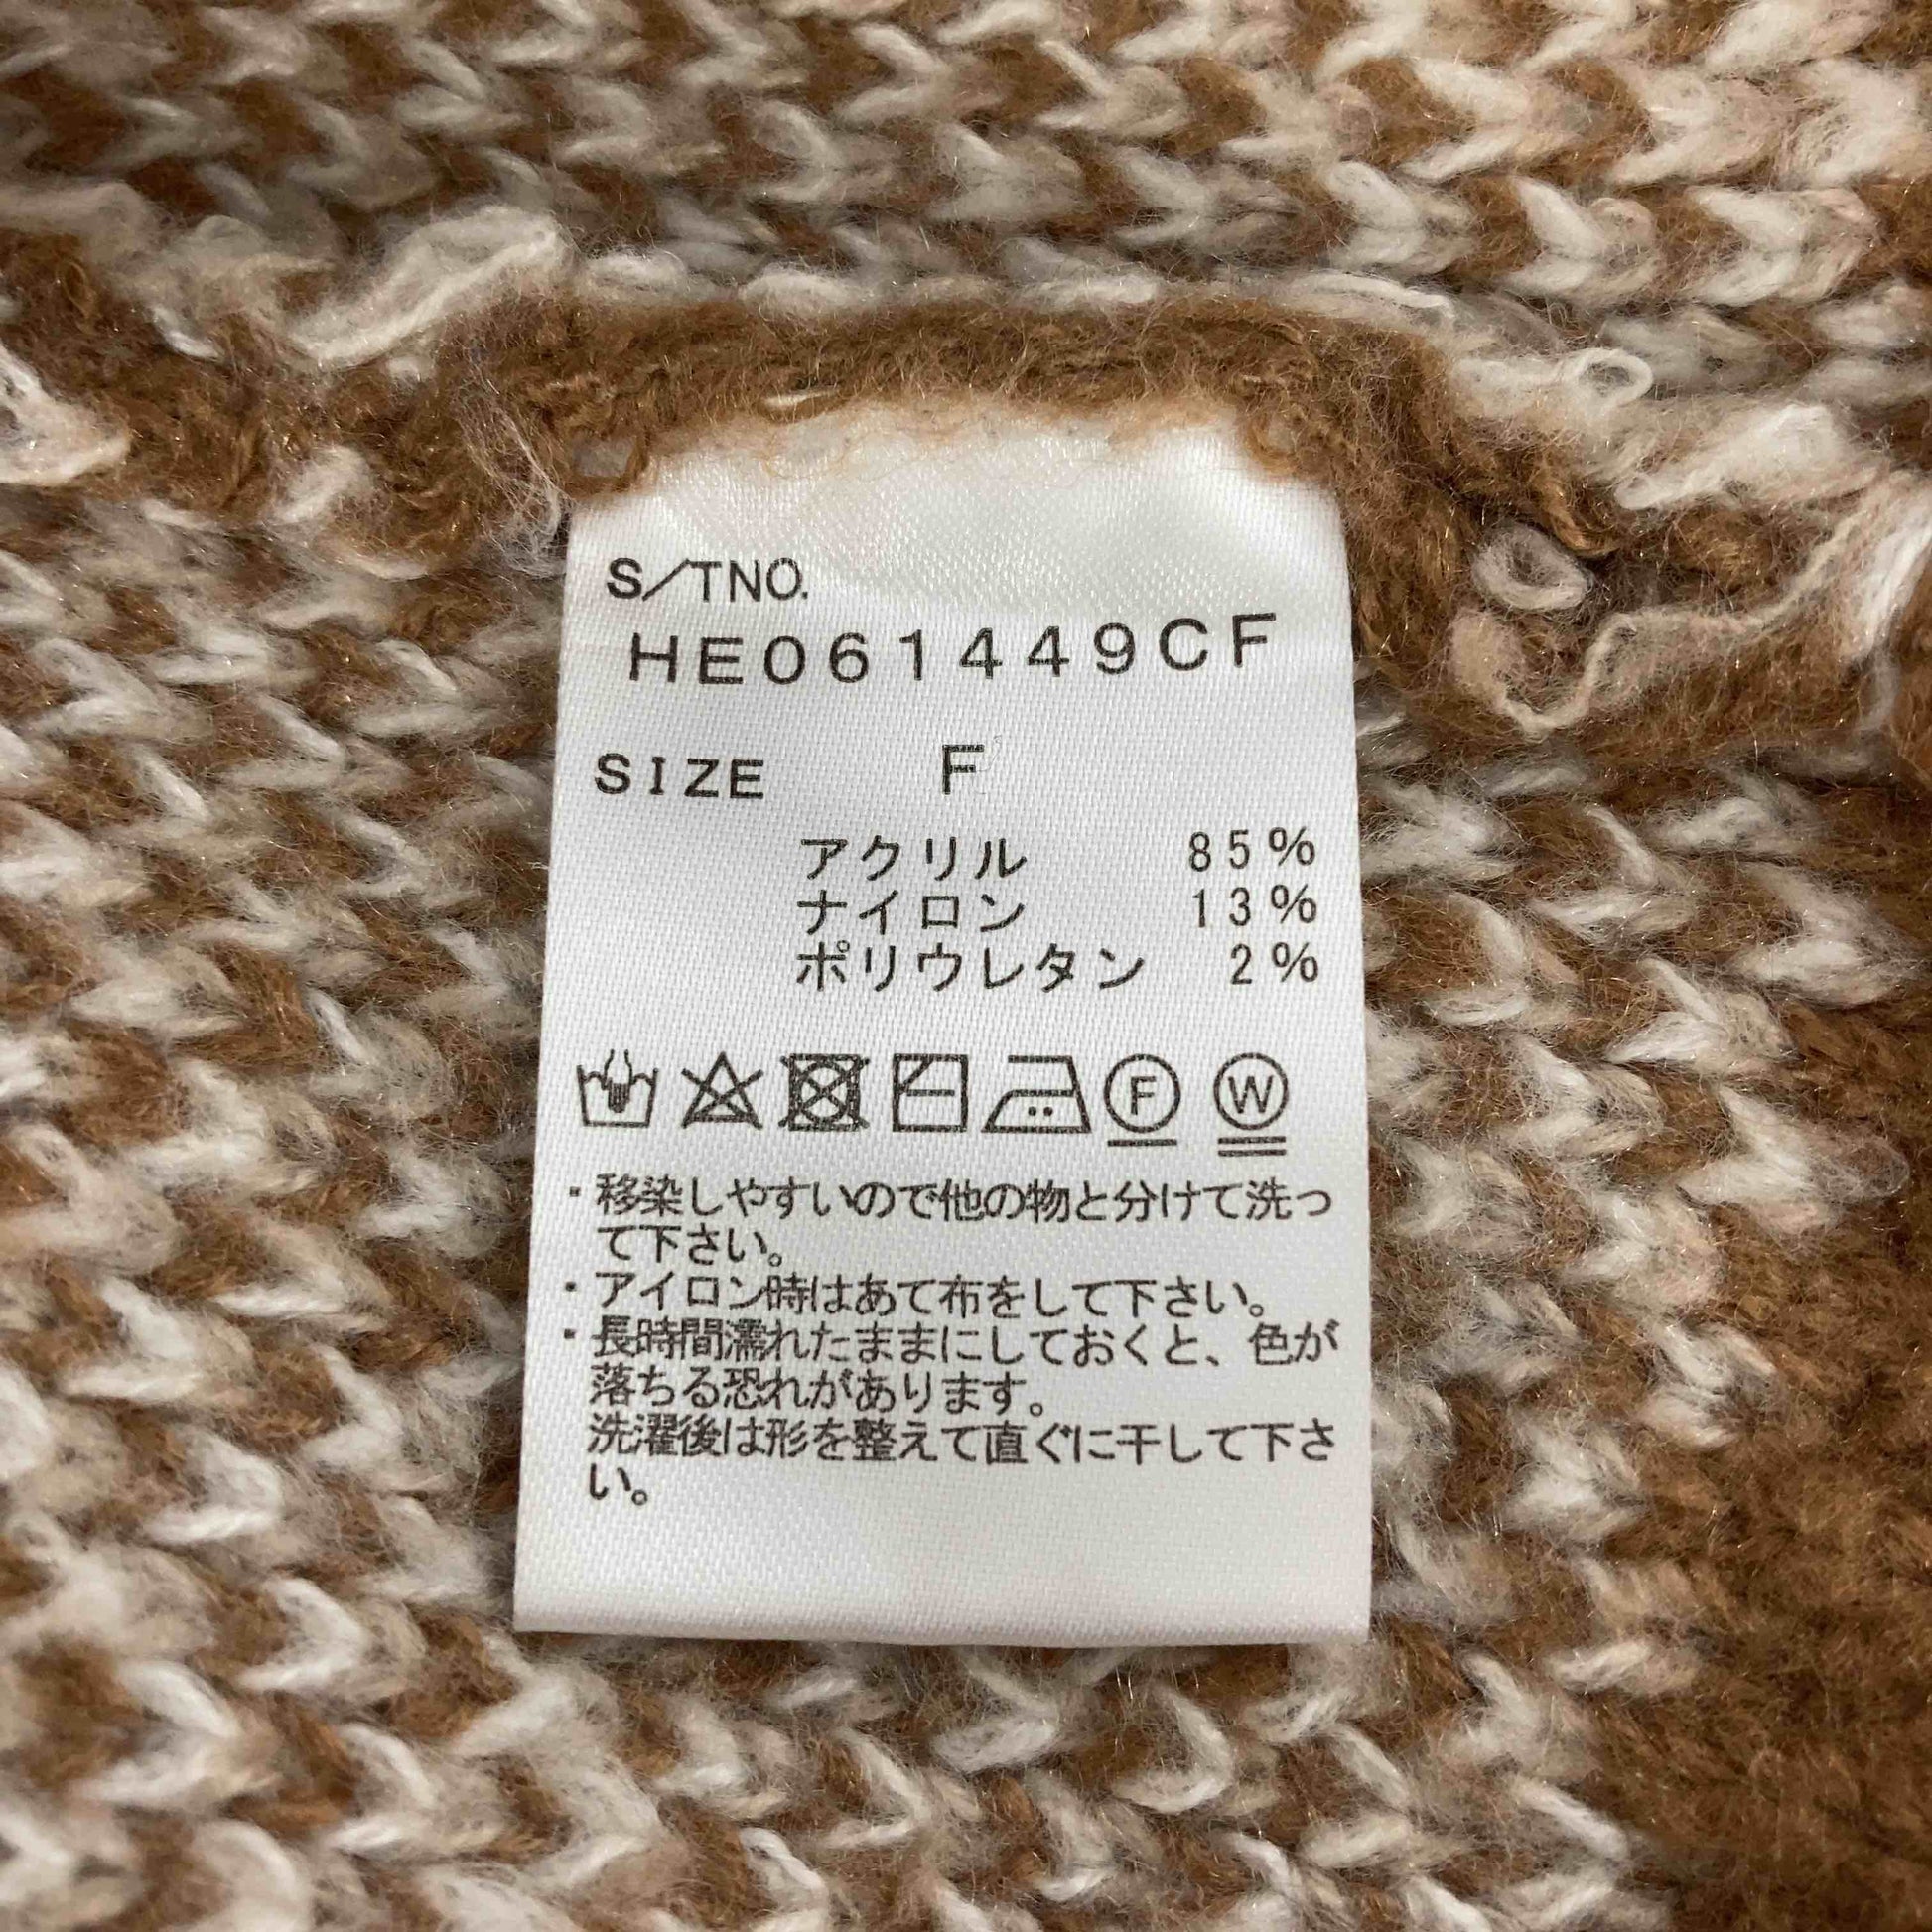 S/TNO.
HE061449CF
SIZE F
アクリル 85%
ナイロン 13%
ポリウレタン 2%
F W
・移染しやすいので他の物と分けて洗っ
て下さい。
・アイロン時はあて布をして下さい。
・長時間濡れたままにしておくと、色が
落ちる恐れがあります。
洗濯後は形を整えて直ぐに干して下さ
い。